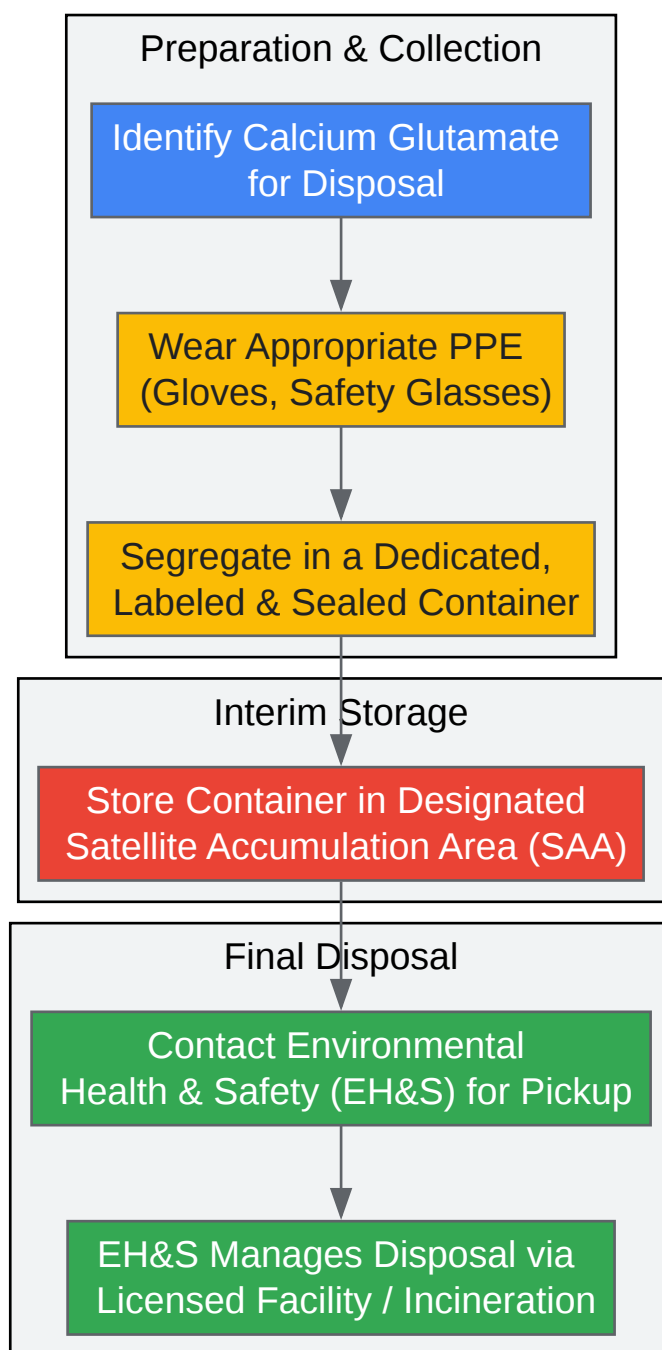 Preparation & Collection
Identify Calcium Glutamate
for Disposal
Wear Appropriate PPE
(Gloves, Safety Glasses)
Segregate in a Dedicated,
Labeled & Sealed Container
Interim Storage
Store Container in Designated
Satellite Accumulation Area (SAA)
Final Disposal
Contact Environmental
Health & Safety (EH&S) for Pickup
EH&S Manages Disposal via
Licensed Facility / Incineration